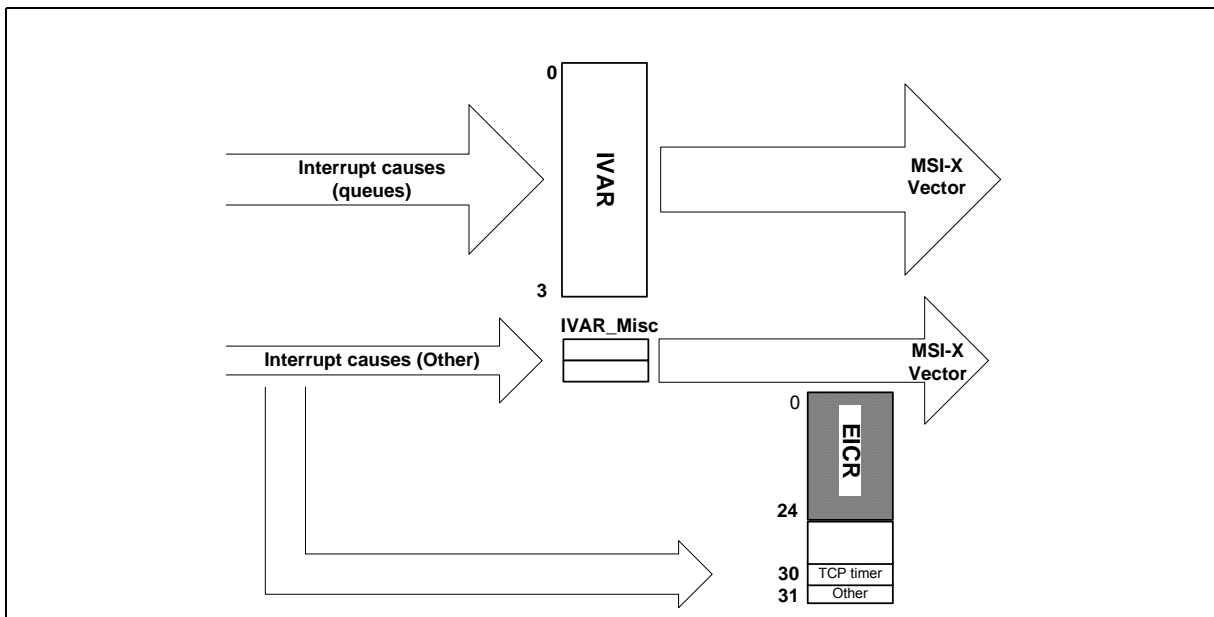 0
Interrupt causes
(queues)
IVAR
MSI-X
Vector
3
IVAR_Misc
Interrupt causes (Other)
MSI-X
Vector
0
EICR
24
30 TCP timer
31 Other